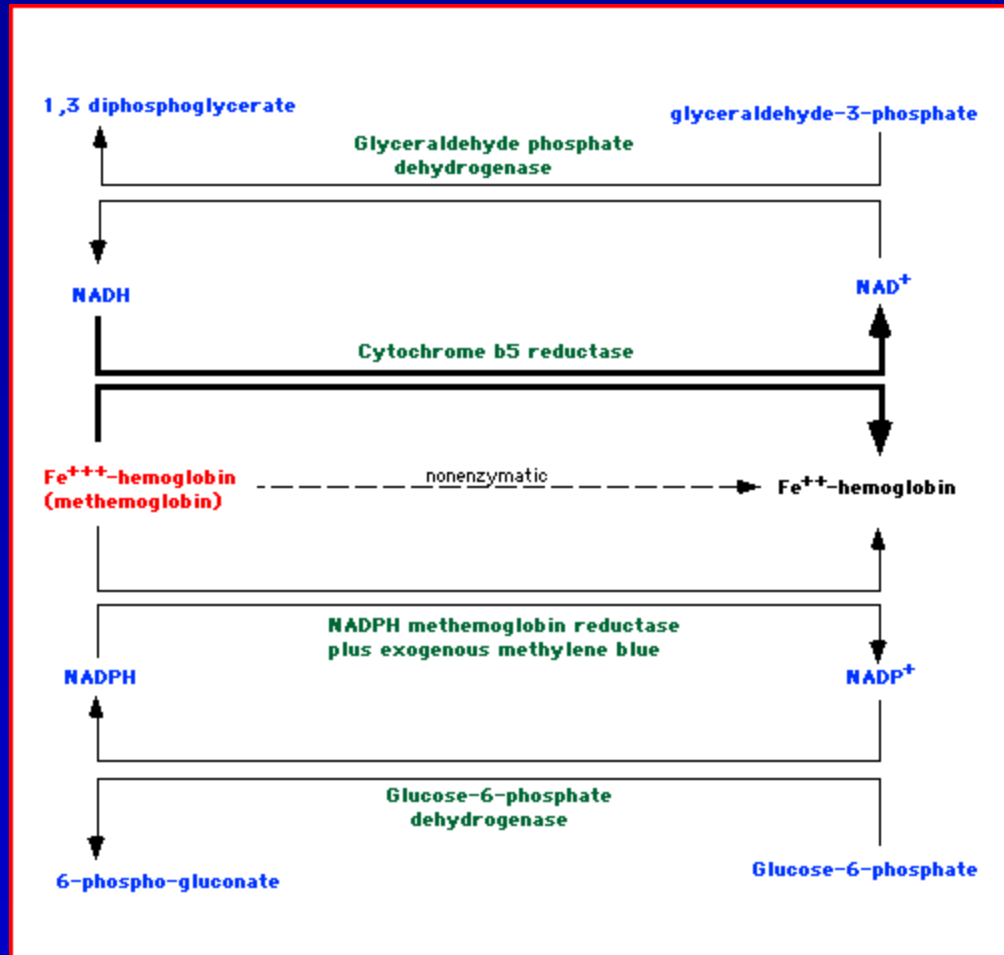 1,3 diphosphoglycerate
glyceraldehyde-3-phosphate
Glyceraldehyde phosphate
dehydrogenase
NADH
NAD⁺
Cytochrome b5 reductase
Fe⁺⁺⁺-hemoglobin
(methemoglobin)
nonenzymatic
Fe⁺⁺-hemoglobin
NADPH methemoglobin reductase
plus exogenous methylene blue
NADPH
NADP⁺
Glucose-6-phosphate
dehydrogenase
6-phospho-gluconate
Glucose-6-phosphate